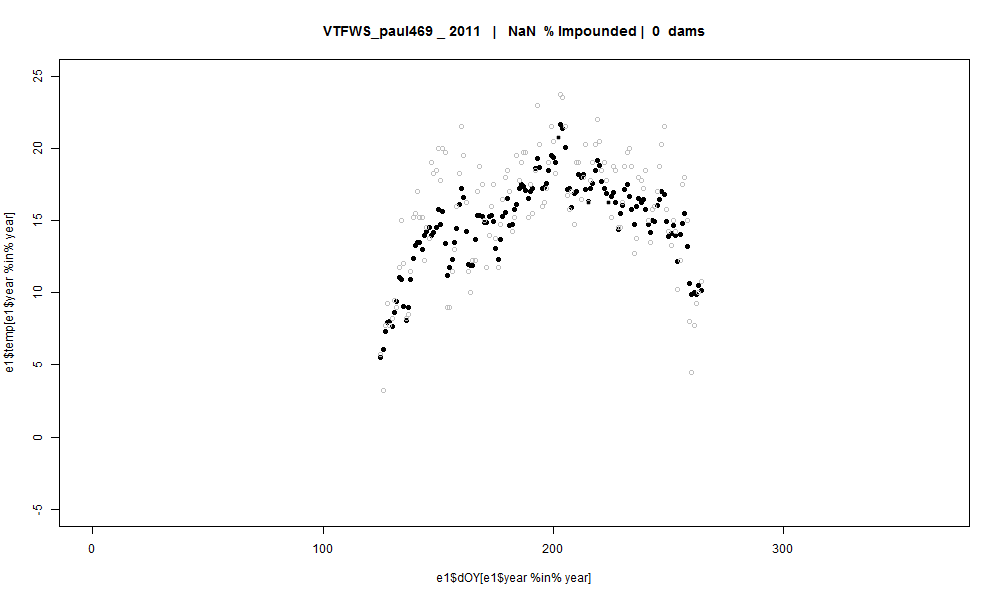 VTFWS_paul469 _ 2011 | NaN % Impounded | 0 dams
25
20
15
10
5
0
-5
e1$temp[e1$year %in% year]
0 100 200 300
e1$dOY[e1$year %in% year]